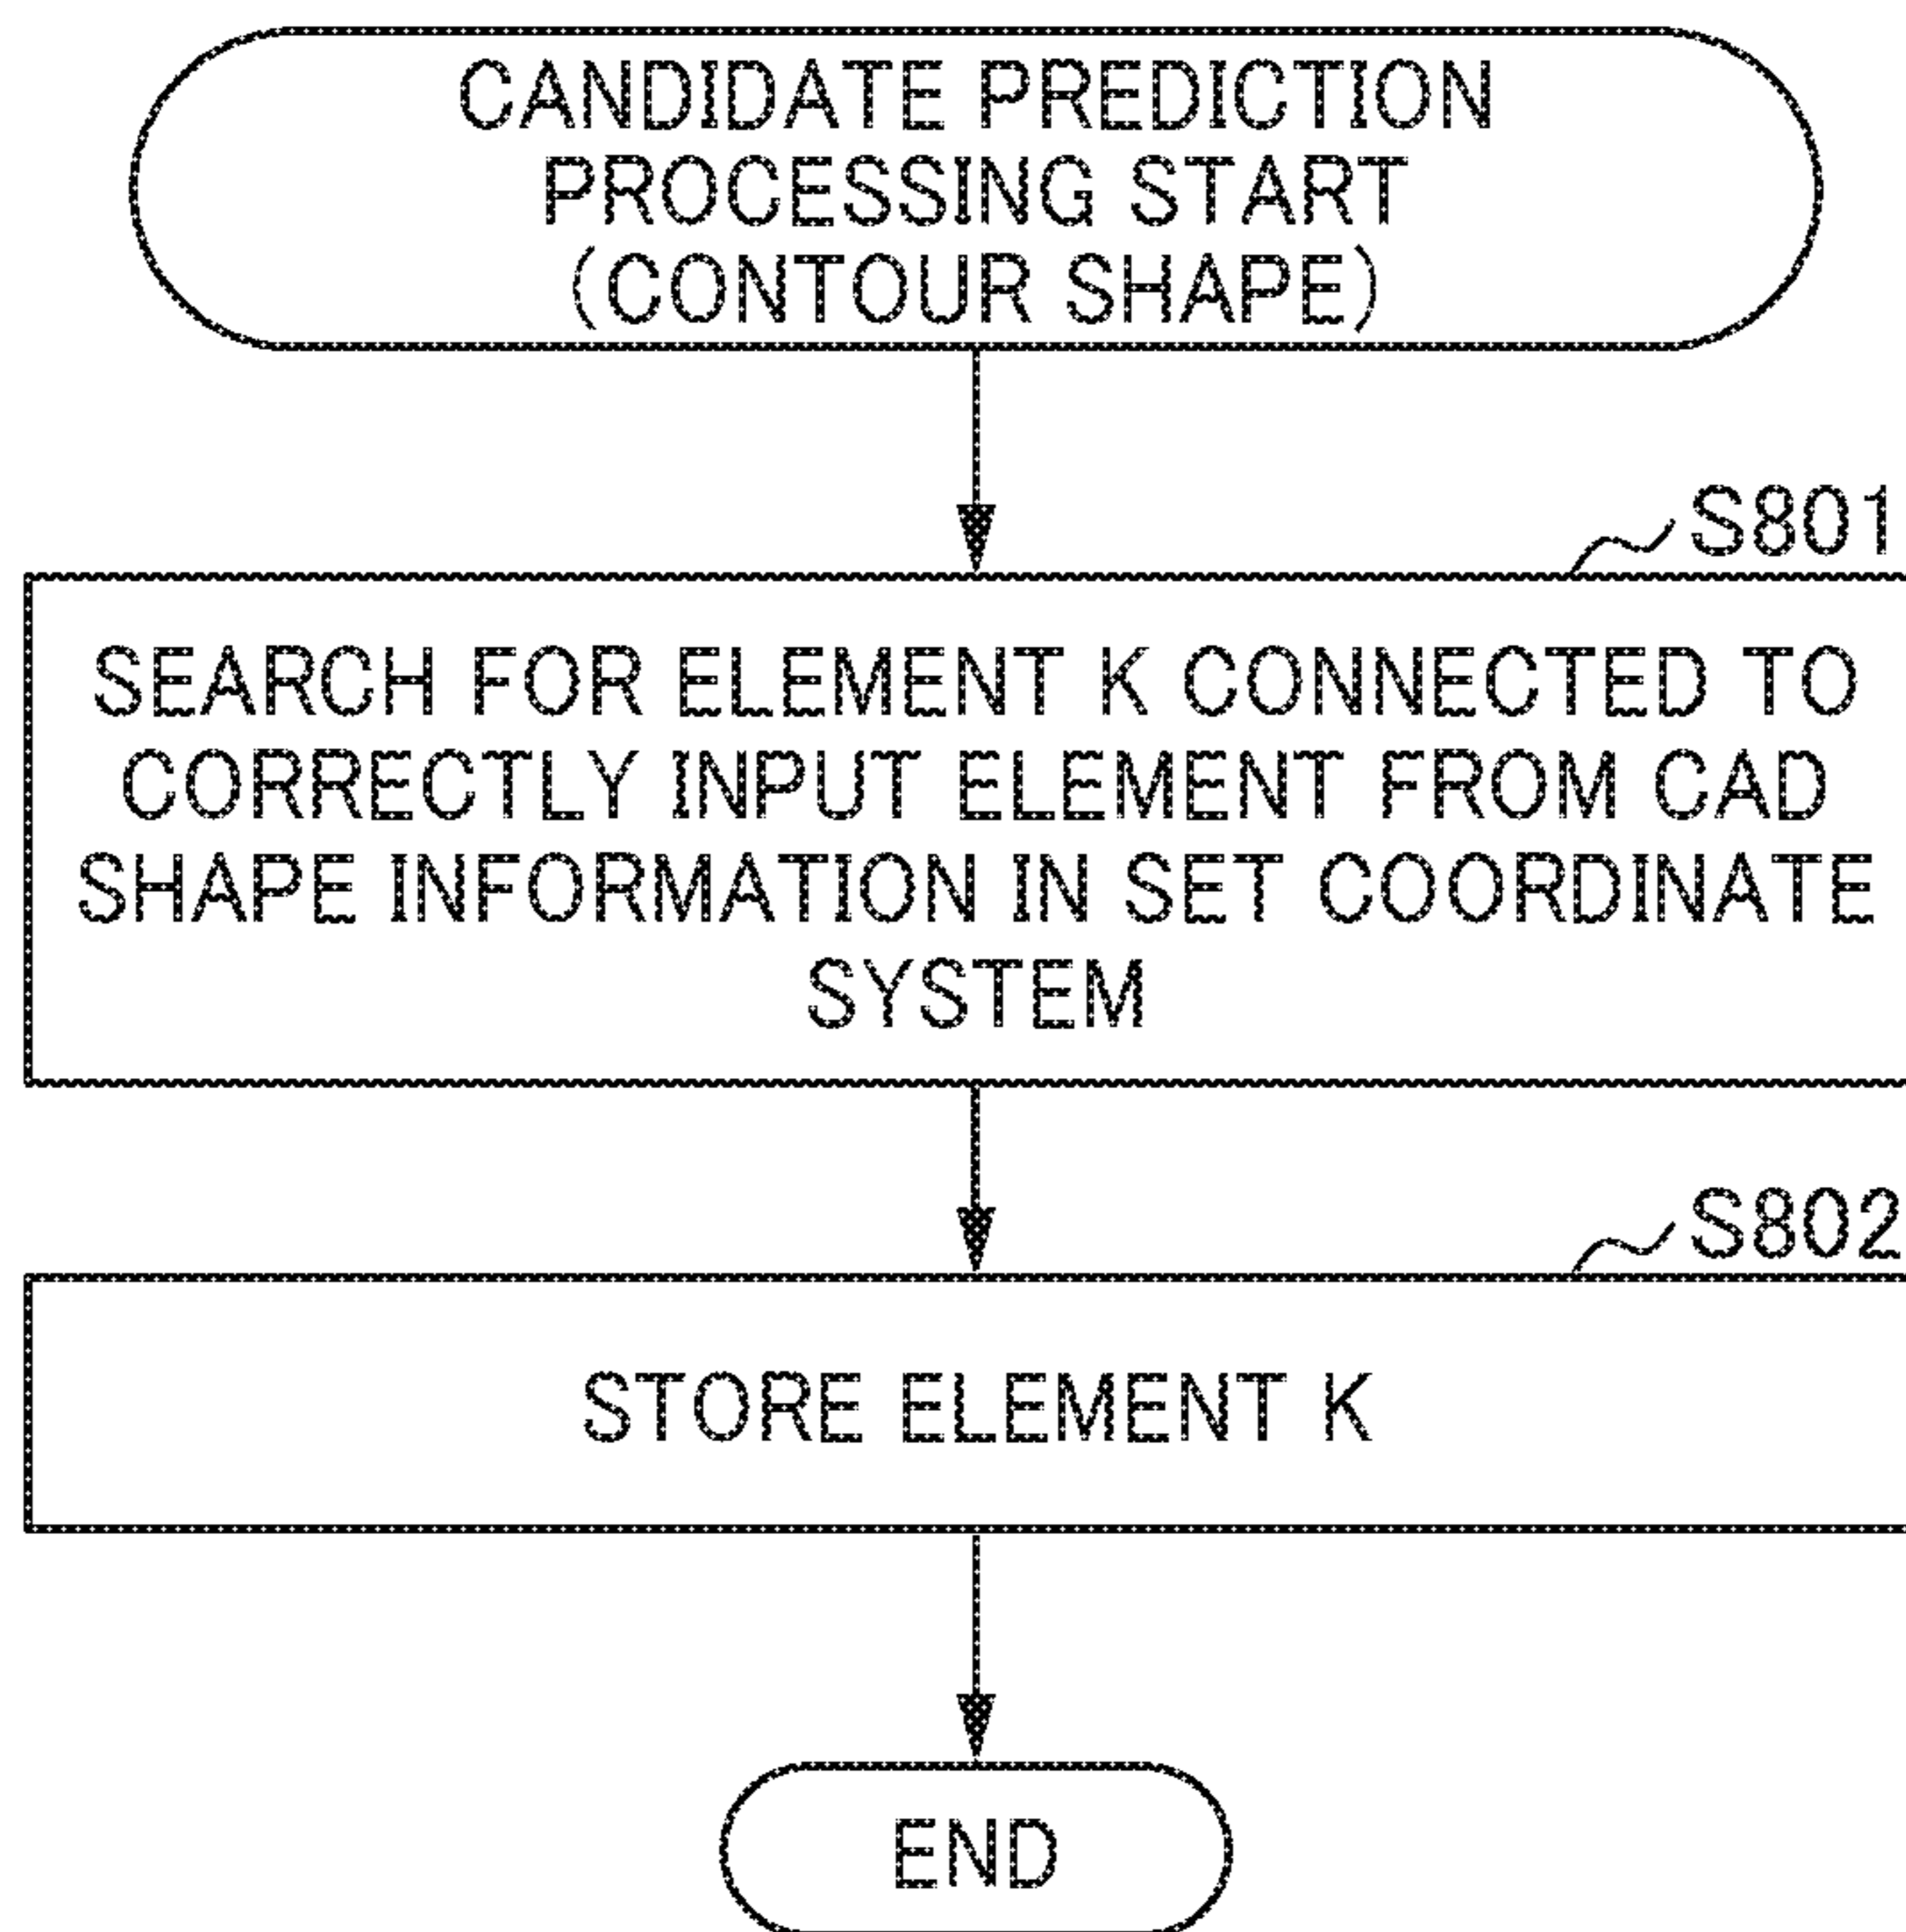 CANDIDATE PREDICTION
PROCESSING START
(CONTOUR SHAPE)
S801
SEARCH FOR ELEMENT K CONNECTED TO
CORRECTLY INPUT ELEMENT FROM CAD
SHAPE INFORMATION IN SET COORDINATE
SYSTEM
S802
STORE ELEMENT K
END